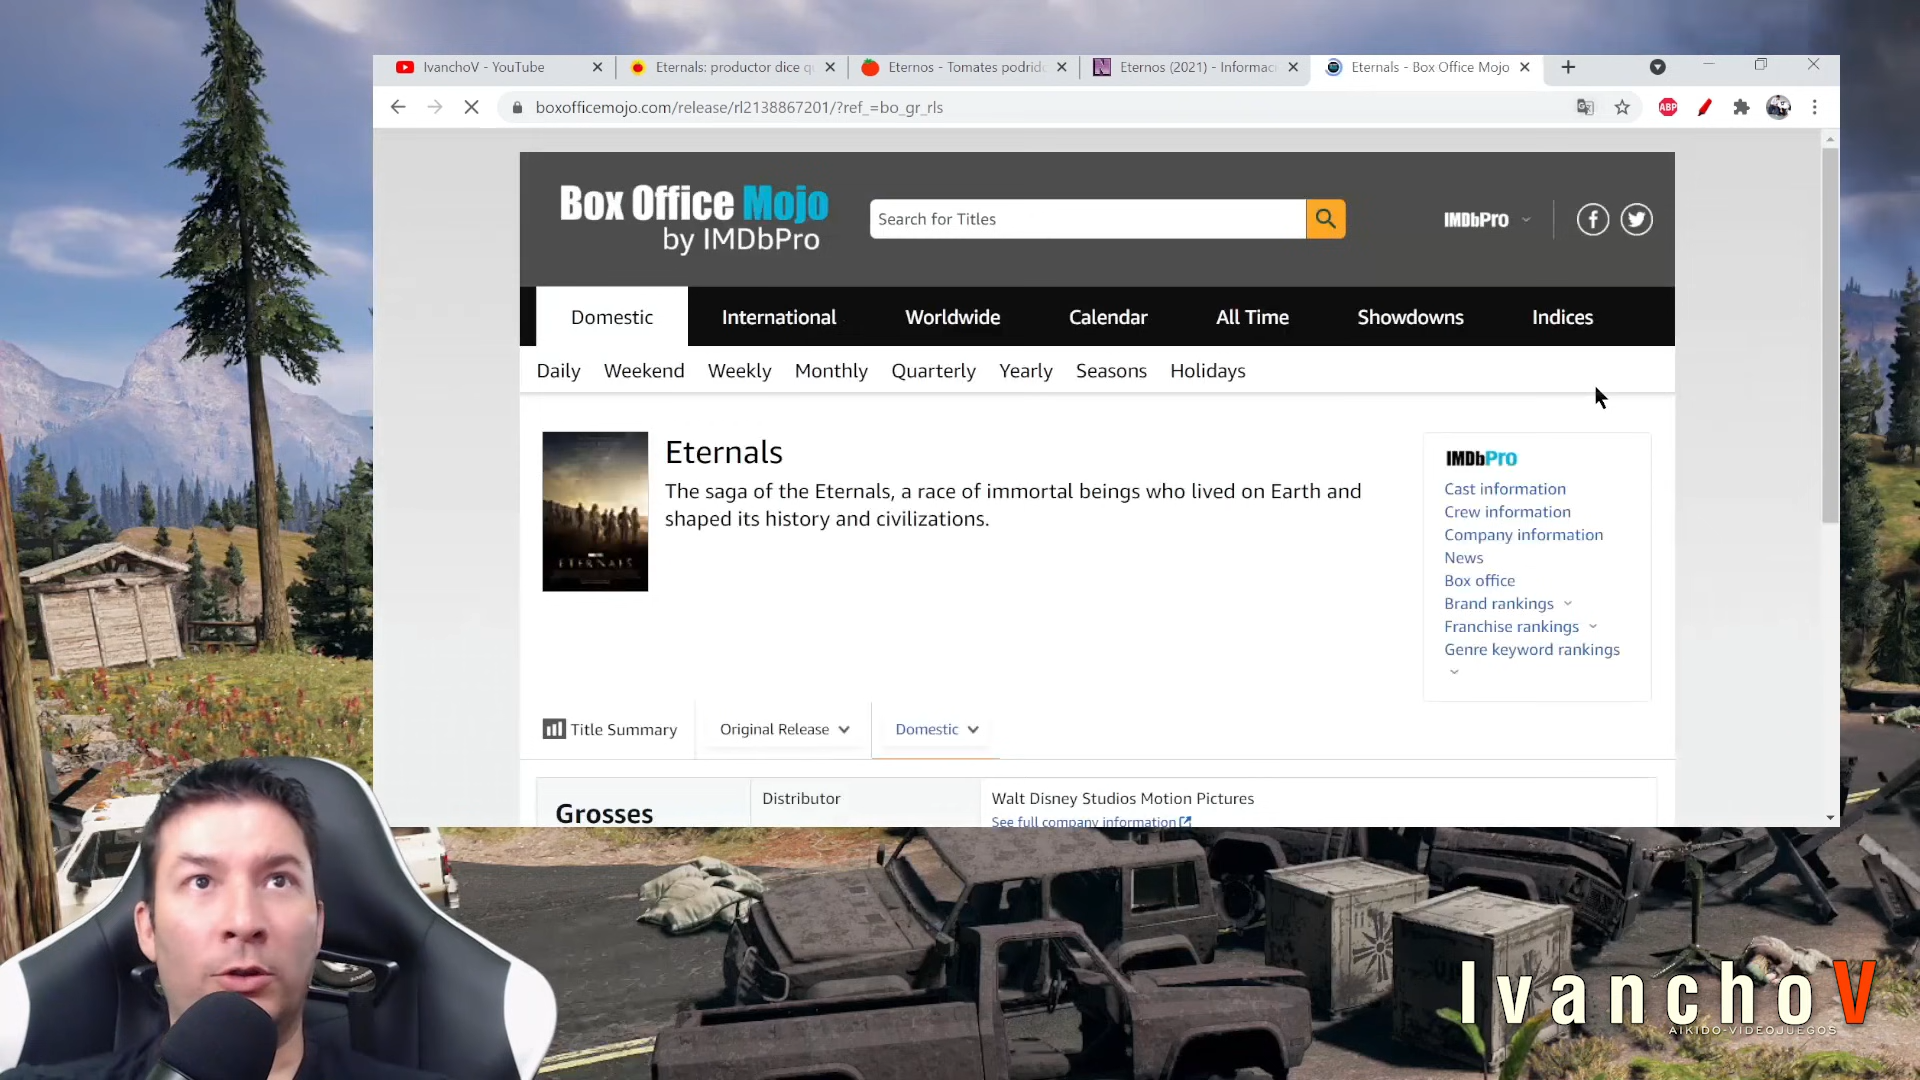 IvanchoV - YouTube
Eternals: productor dice q
Eternos - Tomates podrid
Eternos (2021) - Informac
Eternals - Box Office Mojo
boxofficemojo.com/release/rl2138867201/?ref_=bo_gr_rls
ABP
Box Office Mojo
by IMDbPro
Search for Titles
IMDbPro
Domestic
International
Worldwide
Calendar
All Time
Showdowns
Indices
Daily
Weekend
Weekly
Monthly
Quarterly
Yearly
Seasons
Holidays
ETERNALS
Eternals
The saga of the Eternals, a race of immortal beings who lived on Earth and
shaped its history and civilizations.
IMDbPro
Cast information
Crew information
Company information
News
Box office
Brand rankings
Franchise rankings
Genre keyword rankings
Title Summary
Original Release
Domestic
Grosses
Distributor
Walt Disney Studios Motion Pictures
See full company information
IvanchoV
AIKIDO-VIDEOJUEGOS